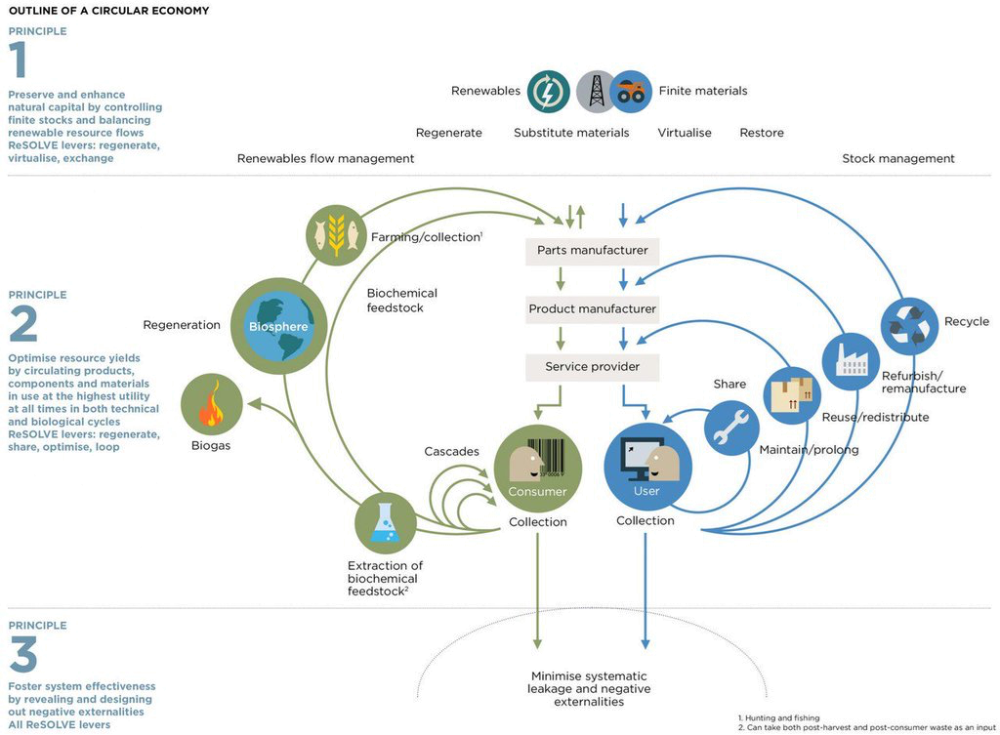 OUTLINE OF A CIRCULAR ECONOMY
PRINCIPLE
1
Preserve and enhance
natural capital by controlling
finite stocks and balancing
renewable resource flows
ReSOLVE levers: regenerate,
virtualise, exchange
Renewables
Finite materials
Regenerate
Substitute materials
Virtualise
Restore
Renewables flow management
Stock management
PRINCIPLE
2
Optimise resource yields
by circulating products,
components and materials
in use at the highest utility
at all times in both technical
and biological cycles
ReSOLVE levers: regenerate,
share, optimise, loop
Farming/collection¹
Biochemical
feedstock
Regeneration
Biosphere
Biogas
Cascades
Extraction of
biochemical
feedstock²
Parts manufacturer
Product manufacturer
Service provider
Consumer
Collection
User
Collection
Share
Maintain/prolong
Reuse/redistribute
Refurbish/
remanufacture
Recycle
PRINCIPLE
3
Foster system effectiveness
by revealing and designing
out negative externalities
All ReSOLVE levers
Minimise systematic
leakage and negative
externalities
1. Hunting and fishing
2. Can take both post-harvest and post-consumer waste as an input